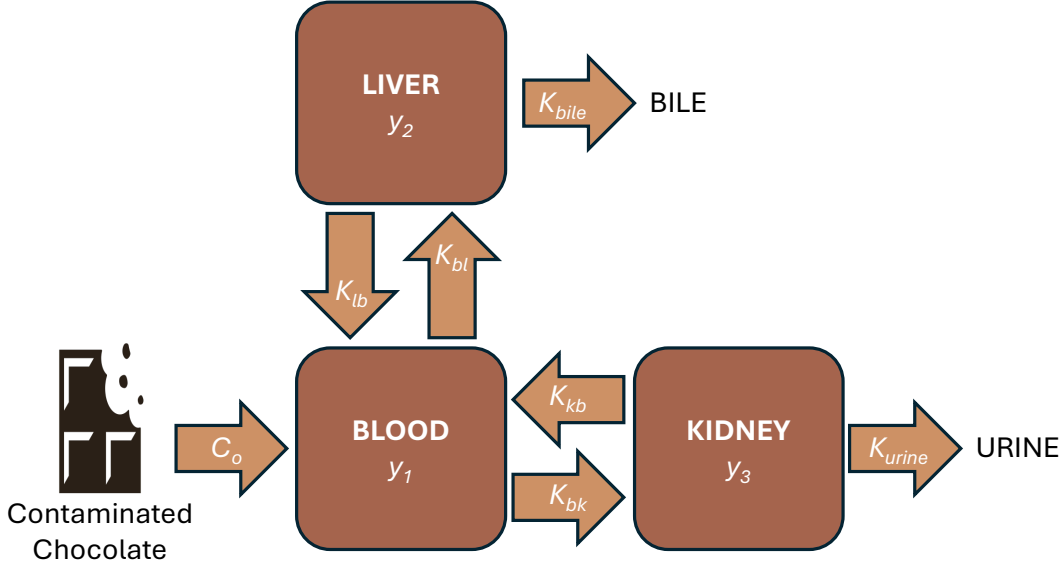 LIVER
y2
Kbile
BILE
Klb
Kbl
Contaminated
Chocolate
Co
BLOOD
y1
Kkb
Kbk
KIDNEY
y3
Kurine
URINE